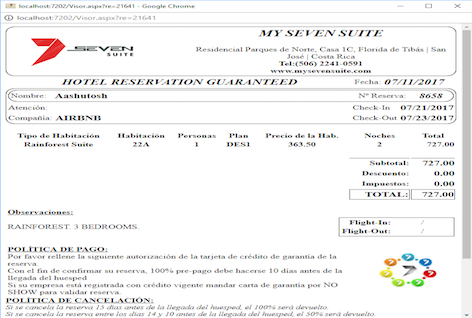 localhost:7202/Visor.aspx?re=21641 - Google Chrome
localhost:7202/Visor.aspx?re=21641
7 SEVEN
SUITE
MY SEVEN SUITE
Residencial Parques de Norte, Casa 1C, Florida de Tibás | San
José | Costa Rica
Tel:(506) 2241-0591
www.mysevensuite.com
HOTEL RESERVATION GUARANTEED
Fecha: 07/11/2017
Nombre: Aashutosh
Nº Reserva: 8658
Atención:
Check-In 07/21/2017
Compañia: AIRBNB
Check-Out 07/23/2017
Tipo de Habitación Habitación Personas Plan Precio de la Hab. Noches Total
Rainforest Suite 22A 1 DES1 363.50 2 727.00
Subtotal: 727.00
Descuento: 0.00
Impuestos: 0.00
TOTAL: 727.00
Observaciones:
Flight-In: /
Flight-Out: /
RAINFOREST. 3 BEDROOMS.
POLÍTICA DE PAGO:
Por favor rellene la siguiente autorización de la tarjeta de crédito de garantía de la
reserva.
Con el fin de confirmar su reserva, 100% pre-pago debe hacerse 10 días antes de la
llegada del huesped.
Si su empresa está registrada con crédito vigente mandar carta de garantía por NO
SHOW para validar reserva.
POLÍTICA DE CANCELACIÓN:
Si se cancela la reserva 15 días antes de la llegada del huesped, el 100% será devuelto.
Si se cancela la reserva entre los días 14 y 10 antes de la llegada del huesped, el 50% será devuelto.